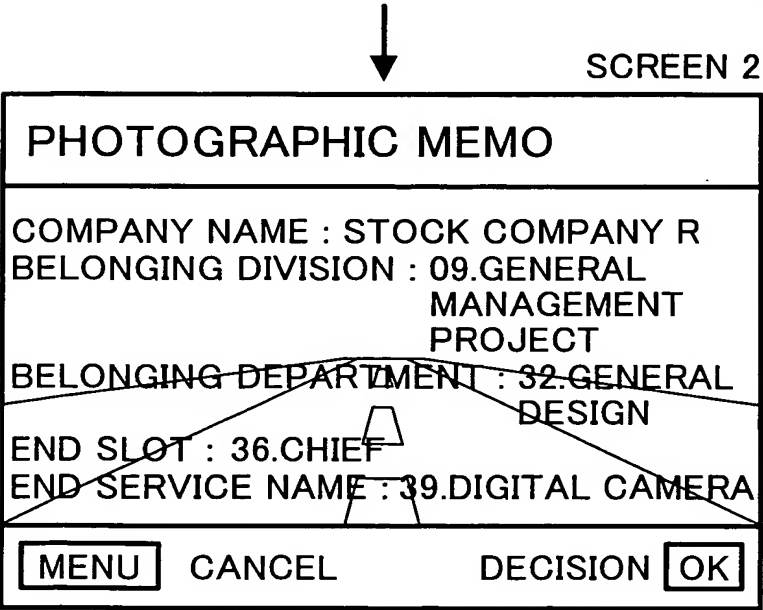 SCREEN 2
PHOTOGRAPHIC MEMO
COMPANY NAME : STOCK COMPANY R
BELONGING DIVISION : 09.GENERAL
MANAGEMENT
PROJECT
BELONGING DEPARTMENT : 32.GENERAL
DESIGN
END SLOT : 36.CHIEF
END SERVICE NAME : 39.DIGITAL CAMERA
MENU CANCEL DECISION OK